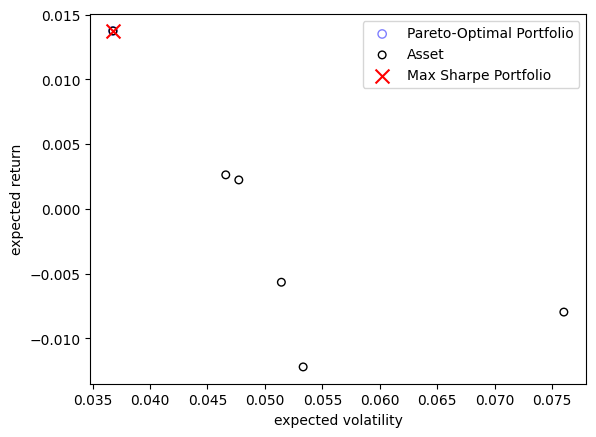 0.015
0.010
0.005
0.000
−0.005
−0.010
expected return
Pareto-Optimal Portfolio
Asset
Max Sharpe Portfolio
0.035 0.040 0.045 0.050 0.055 0.060 0.065 0.070 0.075
expected volatility